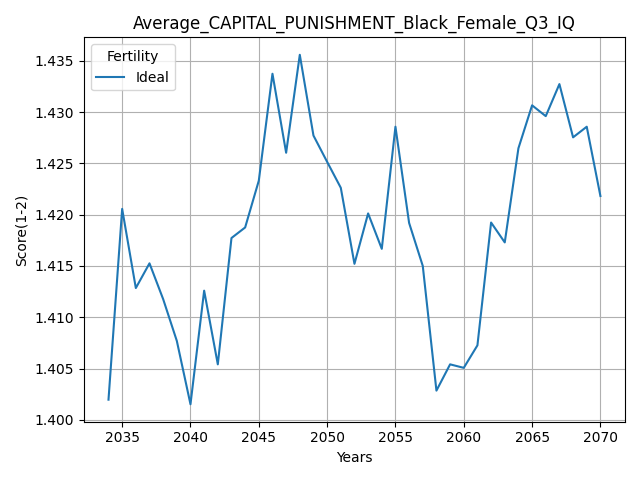 Average_CAPITAL_PUNISHMENT_Black_Female_Q3_IQ
Fertility
Ideal
Score(1-2)
1.435
1.430
1.425
1.420
1.415
1.410
1.405
1.400
2035 2040 2045 2050 2055 2060 2065 2070
Years